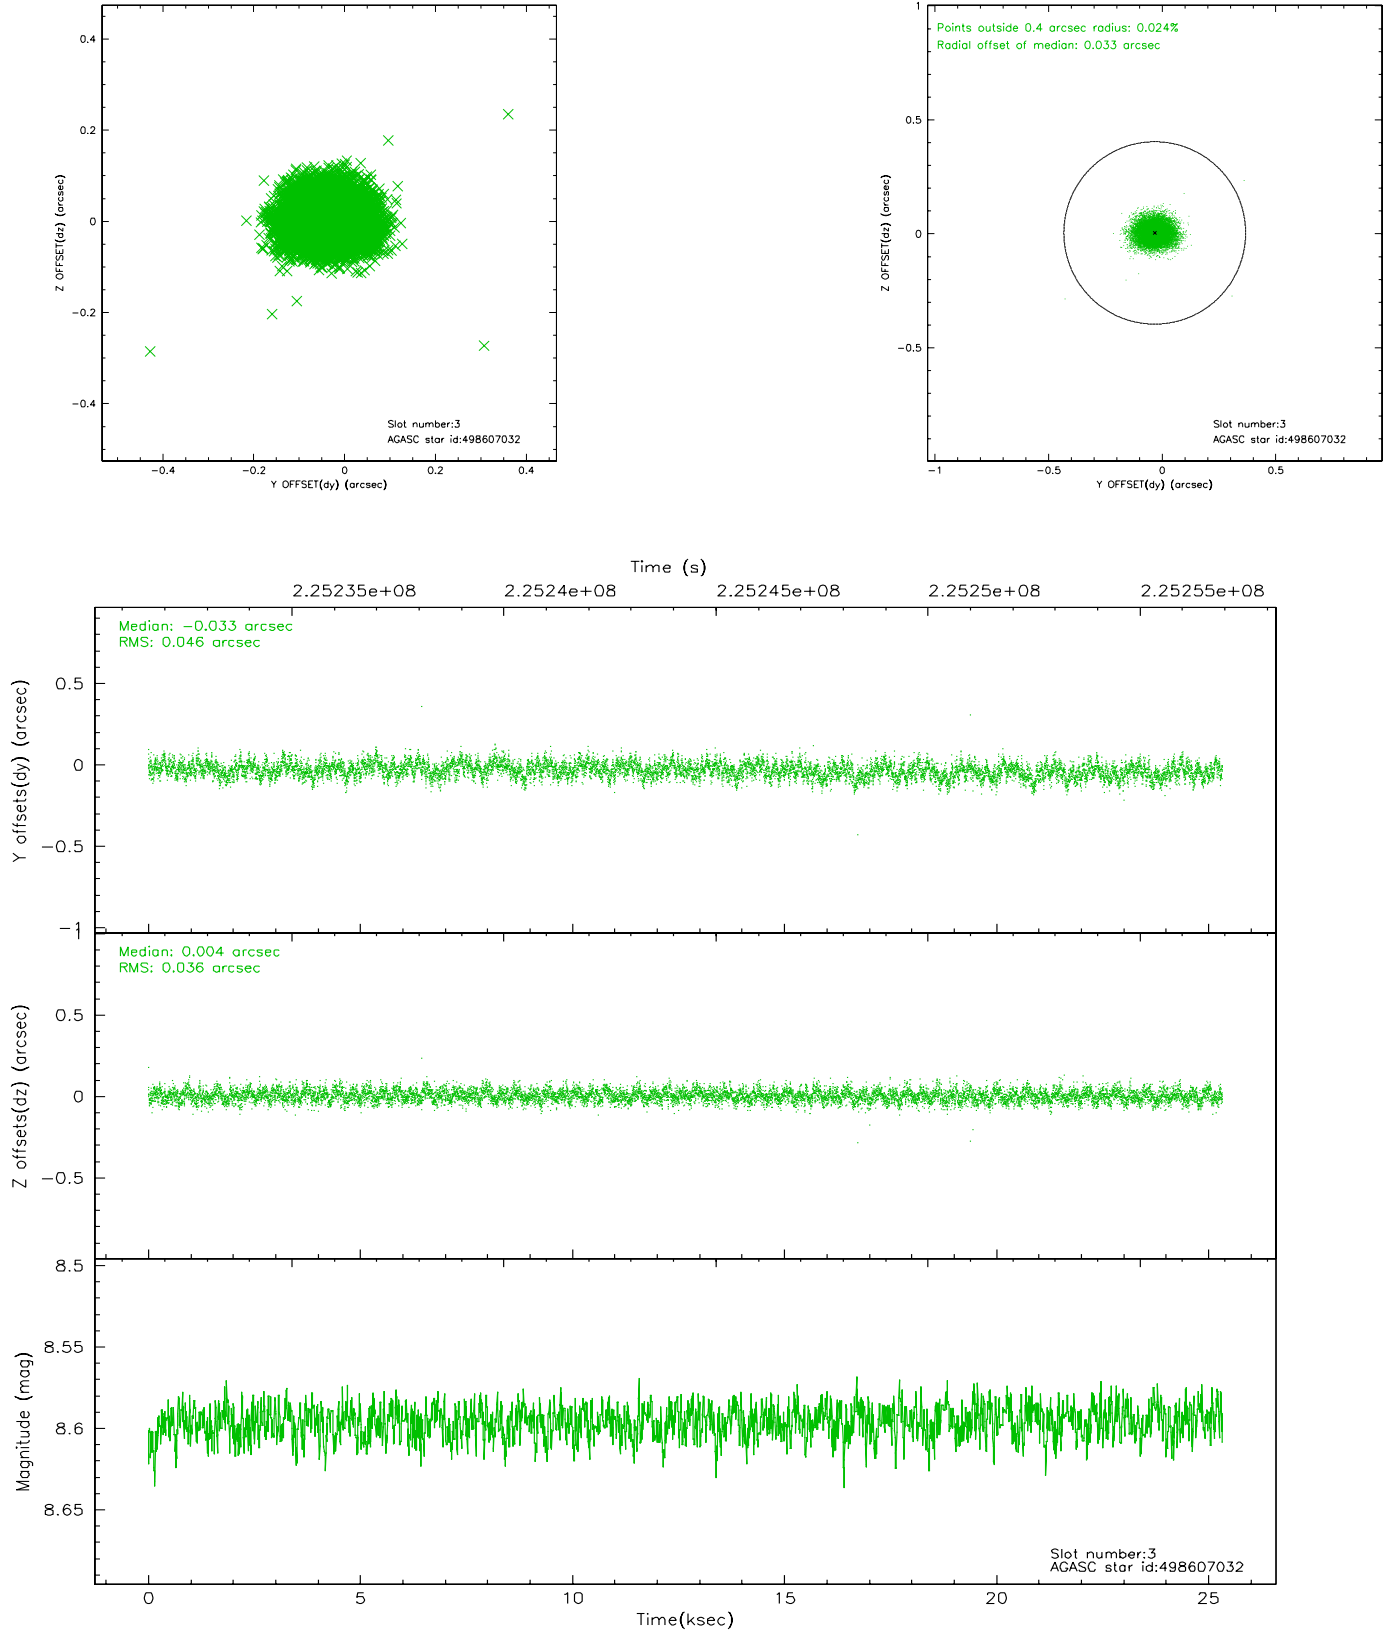 0.4
0.2
0
−0.2
−0.4
Z OFFSET(dz) (arcsec)
Slot number:3
AGASC star id:498607032
−0.4 −0.2 0 0.2 0.4
Y OFFSET(dy) (arcsec)
Points outside 0.4 arcsec radius: 0.024%
Radial offset of median: 0.033 arcsec
1
0.5
0
−0.5
Z OFFSET(dz) (arcsec)
Slot number:3
AGASC star id:498607032
−1 −0.5 0 0.5
Y OFFSET(dy) (arcsec)
Time (s)
2.25235e+08 2.2524e+08 2.25245e+08 2.2525e+08 2.25255e+08
Median: −0.033 arcsec
RMS: 0.046 arcsec
0.5
0
−0.5
−1
Y offsets(dy) (arcsec)
Median: 0.004 arcsec
RMS: 0.036 arcsec
1
0.5
0
−0.5
Z offsets(dz) (arcsec)
8.5
8.55
8.6
8.65
Magnitude (mag)
Slot number:3
AGASC star id:498607032
0 5 10 15 20 25
Time(ksec)